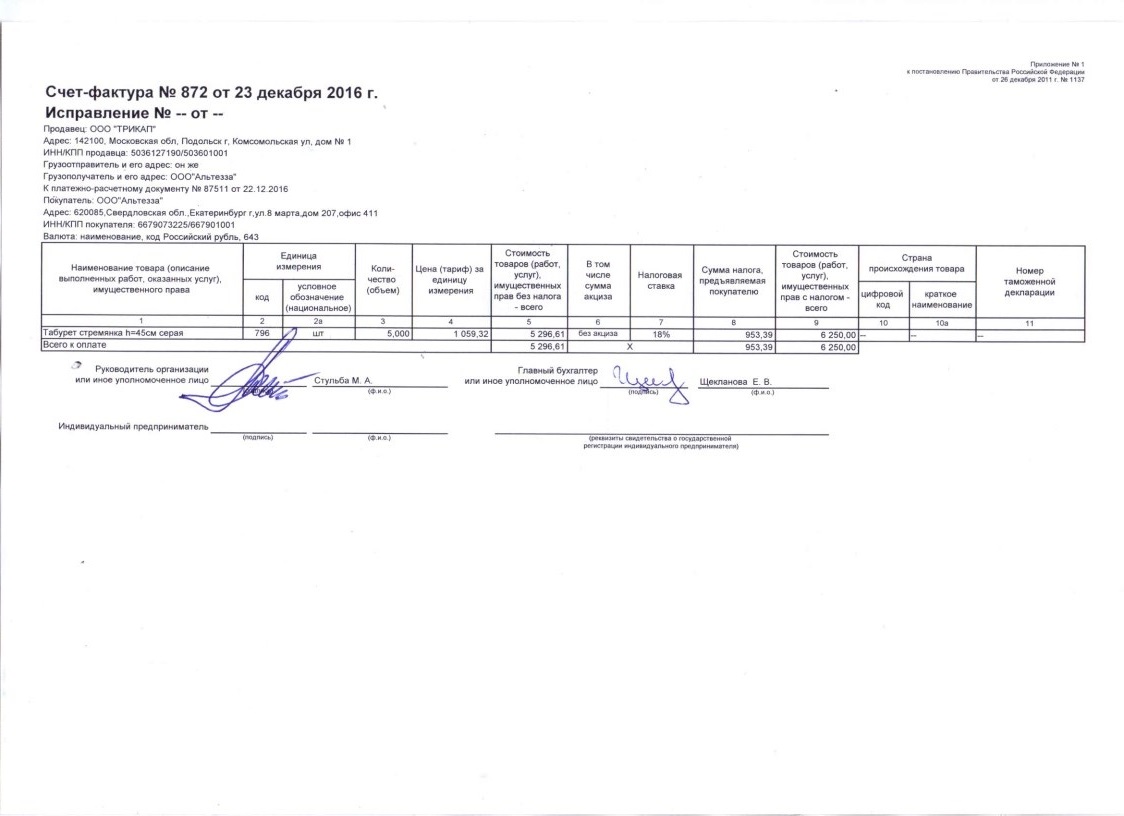 Приложение № 1
к постановлению Правительства Российской Федерации
от 26 декабря 2011 г. № 1137
Счет-фактура № 872 от 23 декабря 2016 г.
Исправление № -- от --
Продавец: ООО "ТРИКАП"
Адрес: 142100, Московская обл, Подольск г, Комсомольская ул, дом № 1
ИНН/КПП продавца: 5036127190/503601001
Грузоотправитель и его адрес: он же
Грузополучатель и его адрес: ООО"Альтезза"
К платежно-расчетному документу № 87511 от 22.12.2016
Покупатель: ООО"Альтезза"
Адрес: 620085,Свердловская обл.,Екатеринбург г,ул.8 марта,дом 207,офис 411
ИНН/КПП покупателя: 6679073225/667901001
Валюта: наименование, код Российский рубль, 643
Наименование товара (описание
выполненных работ, оказанных услуг),
имущественного права
Единица
измерения
код
условное
обозначение
(национальное)
Коли-
чество
(объем)
Цена (тариф) за
единицу
измерения
Стоимость
товаров (работ,
услуг),
имущественных
прав без налога
- всего
В том
числе
сумма
акциза
Налоговая
ставка
Сумма налога,
предъявляемая
покупателю
Стоимость
товаров (работ,
услуг),
имущественных
прав с налогом -
всего
Страна
происхождения товара
цифровой
код
краткое
наименование
Номер
таможенной
декларации
1 2 2а 3 4 5 6 7 8 9 10 10а 11
Табурет стремянка h=45см серая 796 шт 5,000 1 059,32 5 296,61 без акциза 18% 953,39 6 250,00 -- -- --
Всего к оплате 5 296,61 X 953,39 6 250,00
Руководитель организации
или иное уполномоченное лицо
Стульба М. А.
(ф.и.о.)
Главный бухгалтер
или иное уполномоченное лицо
(подпись)
Щекланова Е. В.
(ф.и.о.)
Индивидуальный предприниматель
(подпись)
(ф.и.о.)
(реквизиты свидетельства о государственной
регистрации индивидуального предпринимателя)